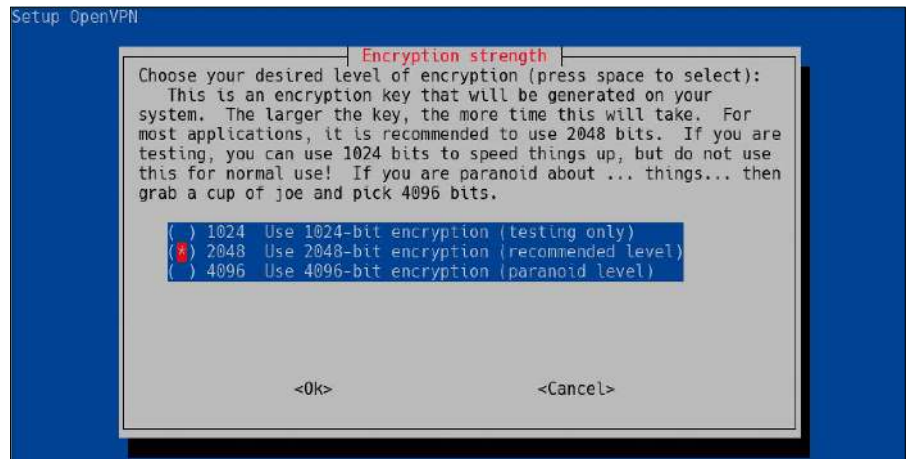 Setup OpenVPN
Encryption strength
Choose your desired level of encryption (press space to select):
This is an encryption key that will be generated on your
system.  The larger the key, the more time this will take.  For
most applications, it is recommended to use 2048 bits.  If you are
testing, you can use 1024 bits to speed things up, but do not use
this for normal use!  If you are paranoid about ... things... then
grab a cup of joe and pick 4096 bits.
( ) 1024  Use 1024-bit encryption (testing only)
(*) 2048  Use 2048-bit encryption (recommended level)
( ) 4096  Use 4096-bit encryption (paranoid level)
<Ok> <Cancel>